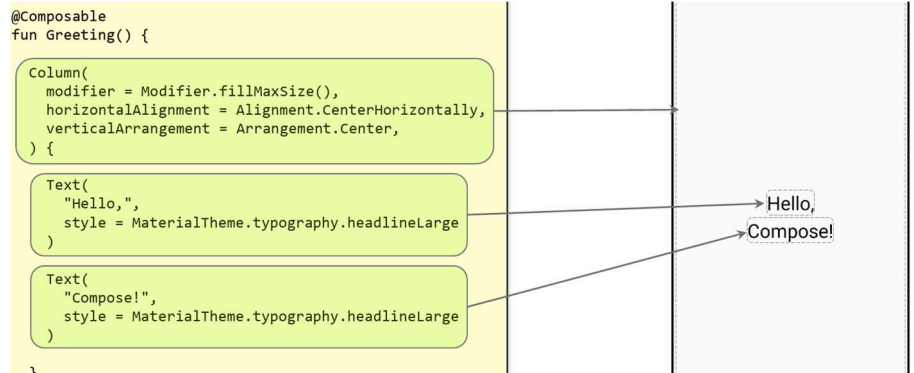 @Composable
fun Greeting() {
Column(
modifier = Modifier.fillMaxSize(),
horizontalAlignment = Alignment.CenterHorizontally,
verticalArrangement = Arrangement.Center,
) {
Text(
"Hello,",
style = MaterialTheme.typography.headlineLarge
)
Text(
"Compose!",
style = MaterialTheme.typography.headlineLarge
)
}
Hello,
Compose!